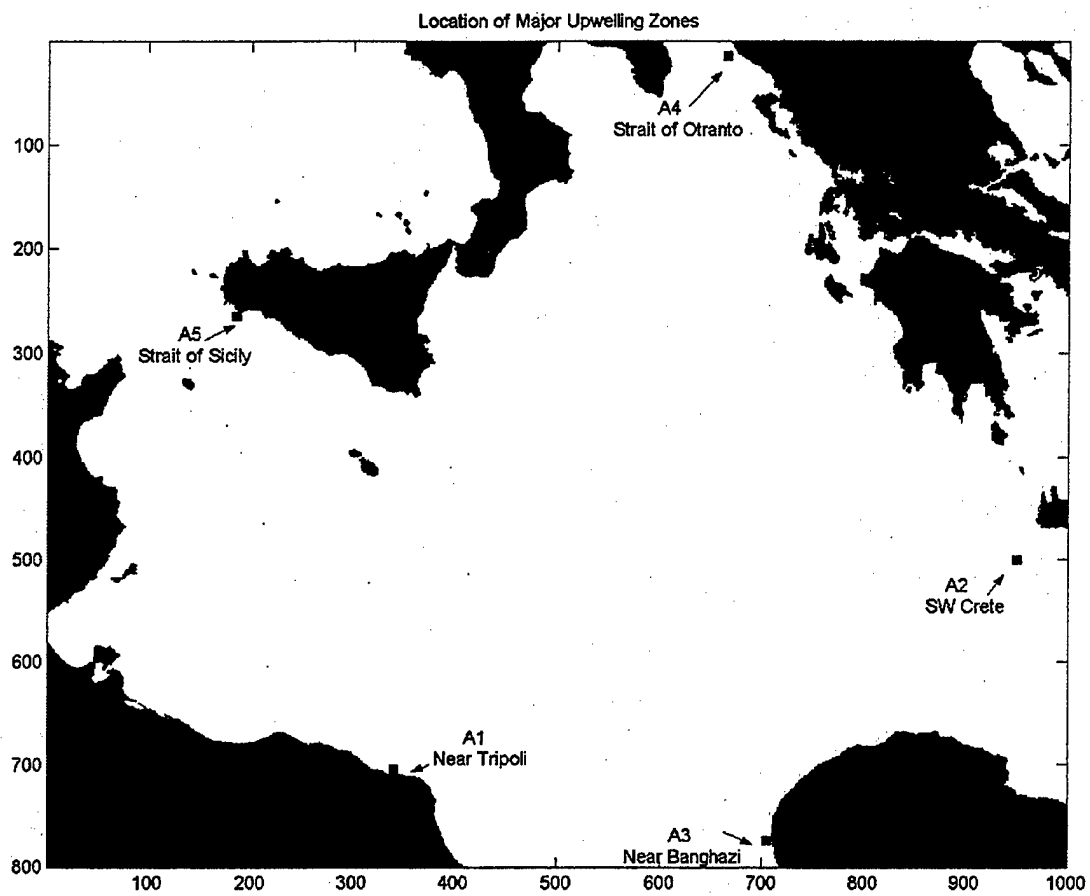 Location of Major Upwelling Zones
A4
Strait of Otranto
100
200
A5
Strait of Sicily
300
400
500
A2
SW Crete
600
A1
Near Tripoli
700
A3
Near Banghazi
800
100 200 300 400 500 600 700 800 900 1000